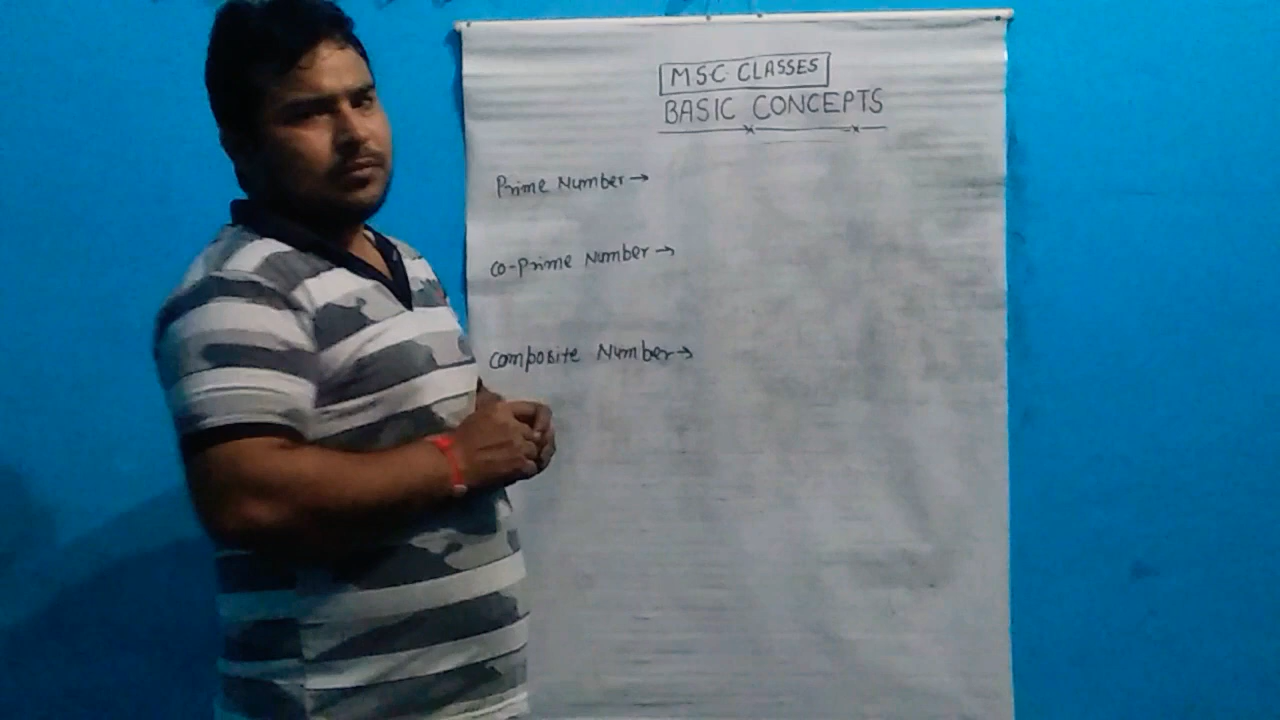 MSC CLASSES
BASIC CONCEPTS
Prime Number →
Co-Prime Number →
Composite Number →